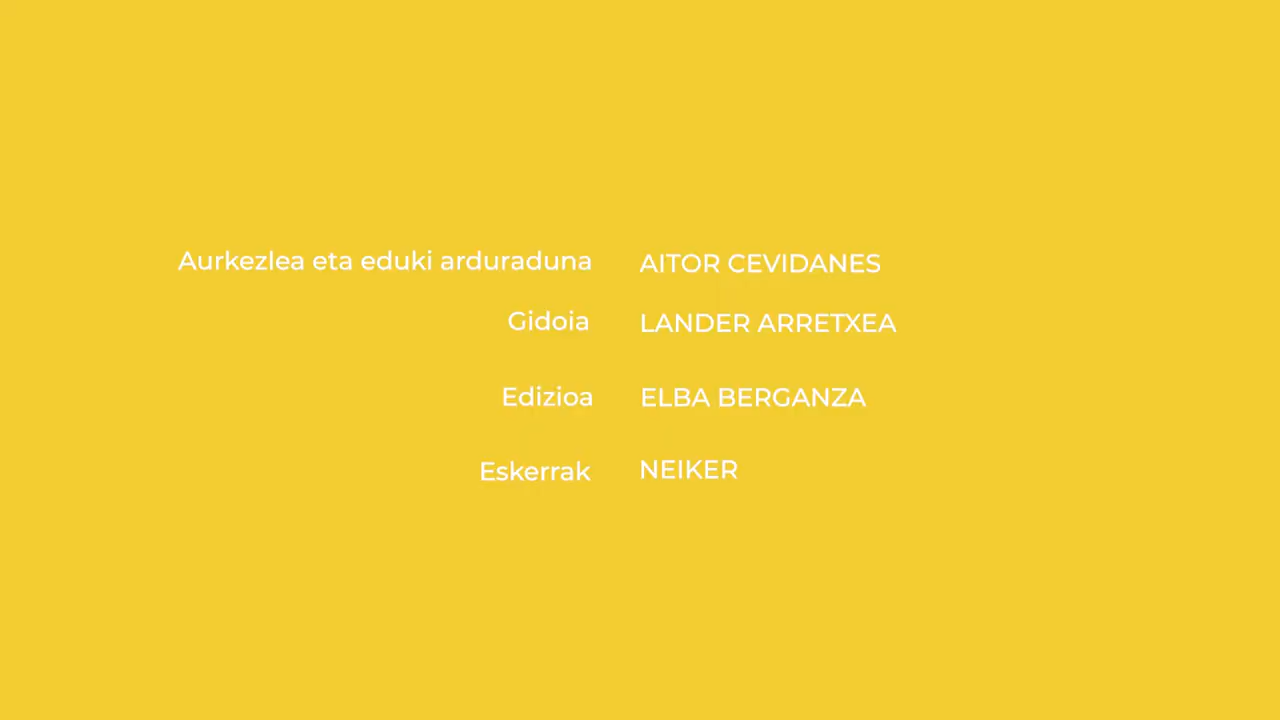 Aurkezlea eta eduki arduraduna AITOR CEVIDANES
Gidoia LANDER ARRETXEA
Edizioa ELBA BERGANZA
Eskerrak NEIKER